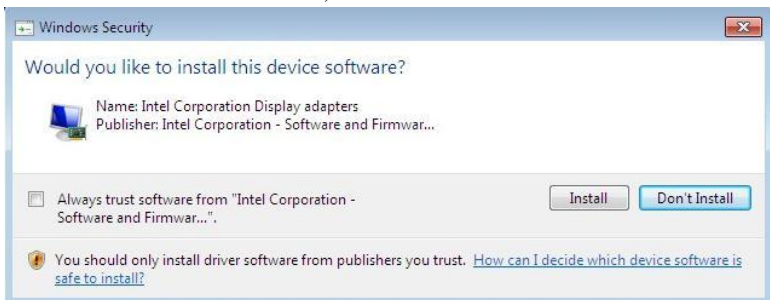 Windows Security
Would you like to install this device software?
Name: Intel Corporation Display adapters
Publisher: Intel Corporation - Software and Firmwar...
Always trust software from "Intel Corporation -
Software and Firmwar...".
Install
Don't Install
You should only install driver software from publishers you trust. How can I decide which device software is
safe to install?